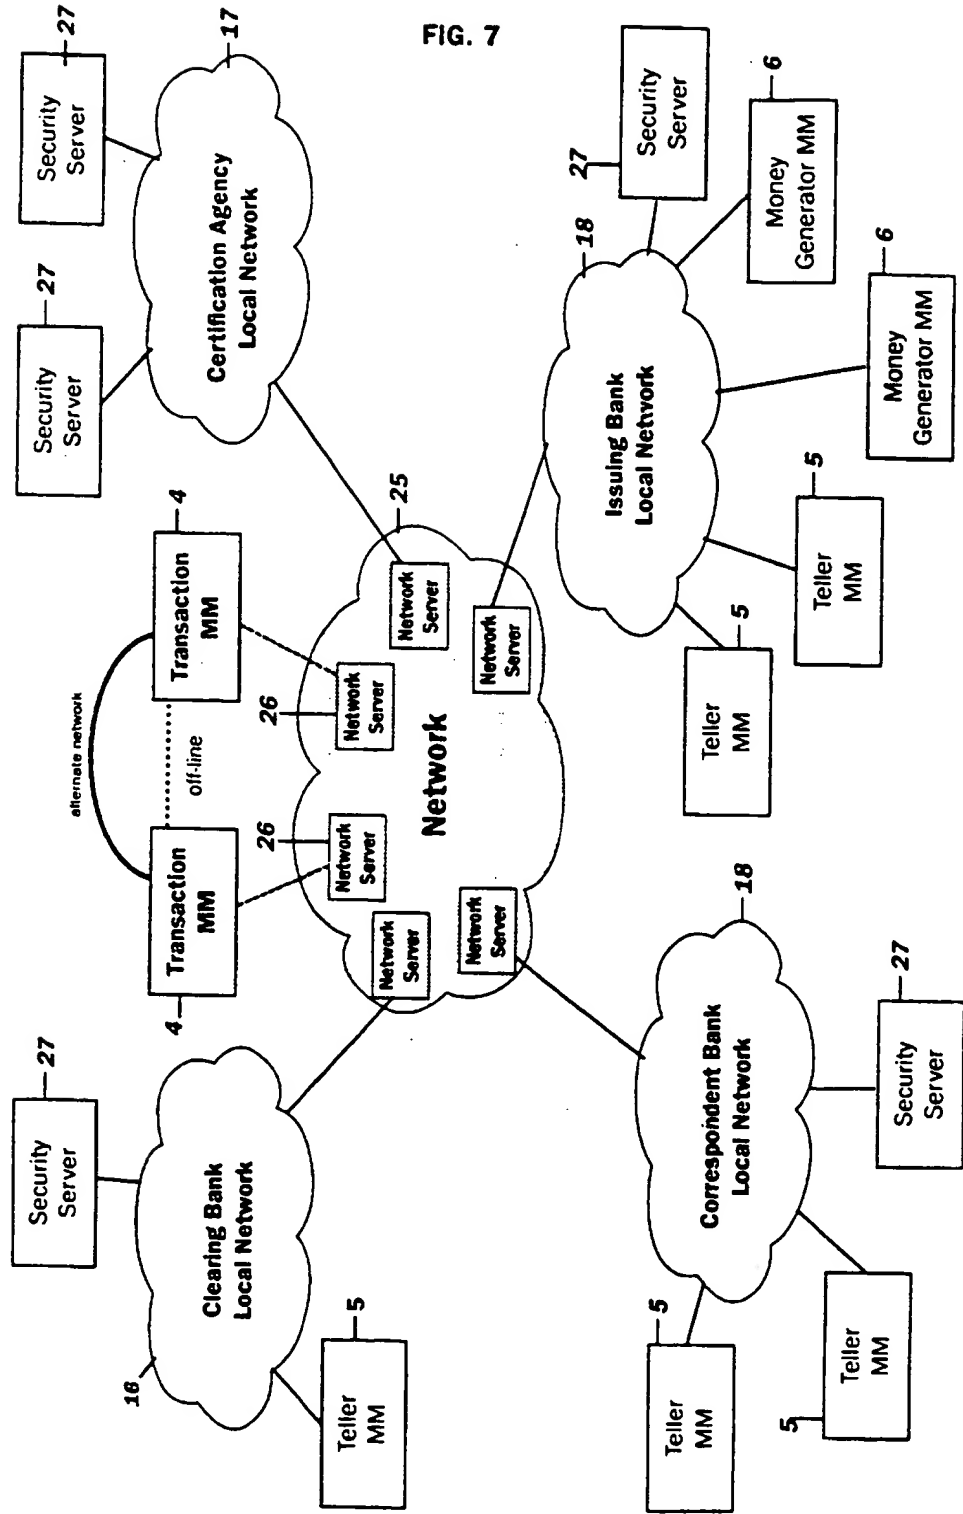 FIG. 7
27
Security
Server
27
Security
Server
17
Certification Agency
Local Network
alternate network
off-line
4
Transaction
MM
4
Transaction
MM
27
Security
Server
16
Clearing Bank
Local Network
5
Teller
MM
25
Network
26
Network
Server
26
Network
Server
Network
Server
Network
Server
Network
Server
Network
Server
18
Issuing Bank
Local Network
27
Security
Server
6
Money
Generator MM
6
Money
Generator MM
5
Teller
MM
5
Teller
MM
18
Correspondent Bank
Local Network
27
Security
Server
5
Teller
MM
5
Teller
MM